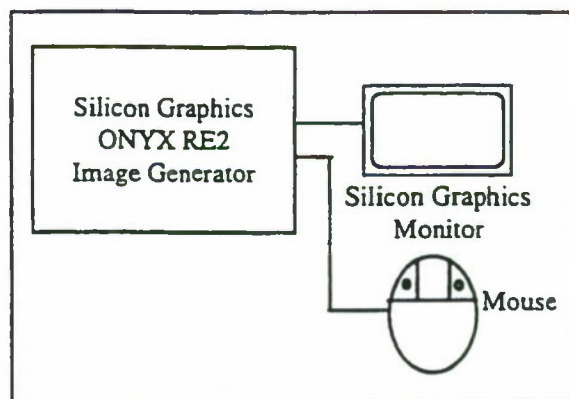 Silicon Graphics
ONYX RE2
Image Generator
Silicon Graphics
Monitor
Mouse